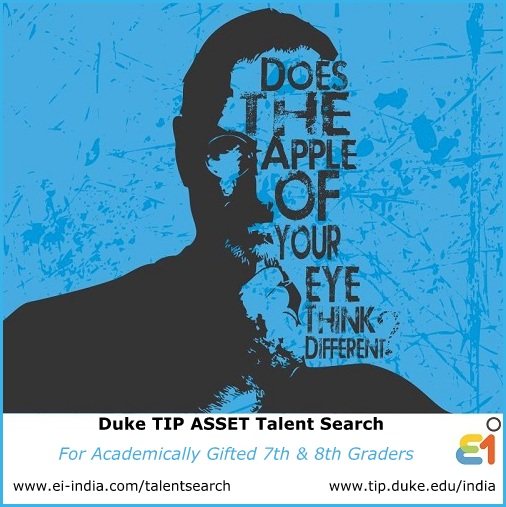 DOES
THE
APPLE
OF
YOUR
EYE
THINK
DIFFERENT?
Duke TIP ASSET Talent Search
For Academically Gifted 7th & 8th Graders
www.ei-india.com/talentsearch
www.tip.duke.edu/india